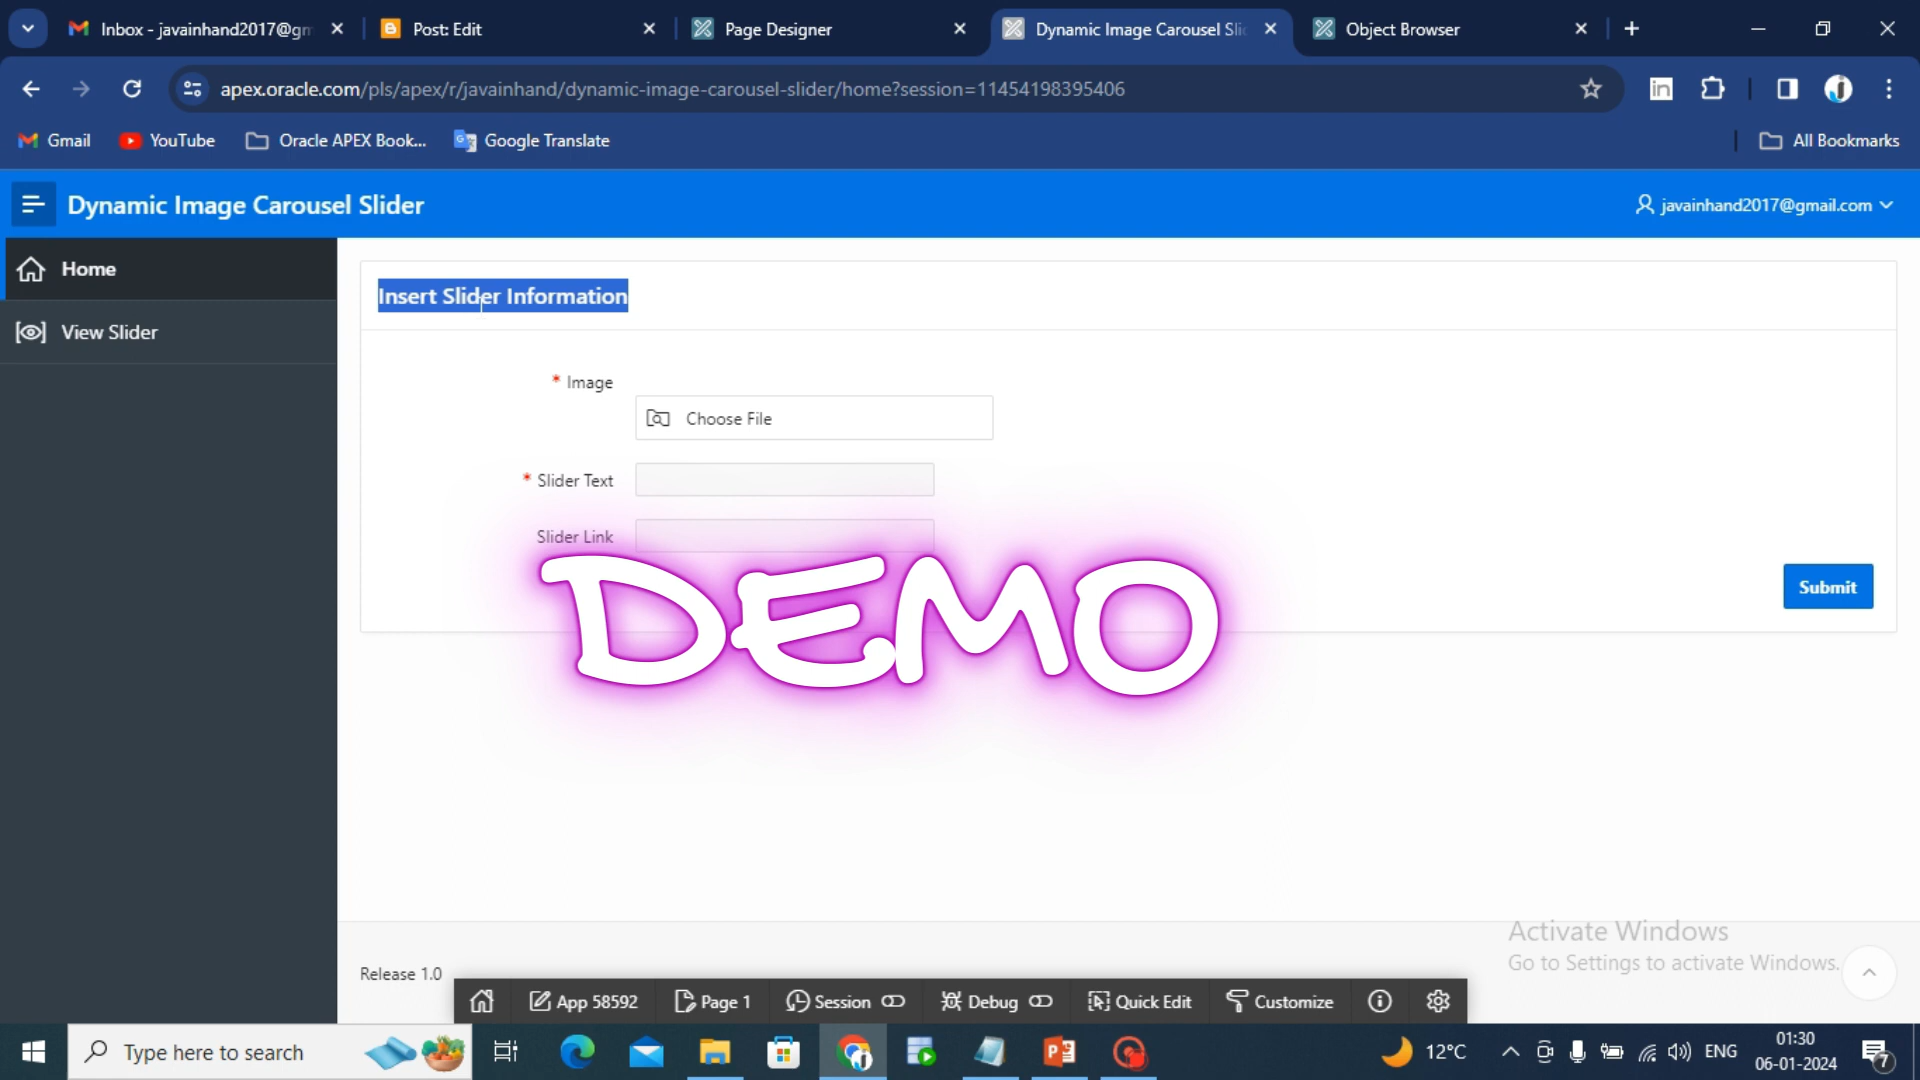 Inbox - javainhand2017@gm
Post: Edit
Page Designer
Dynamic Image Carousel Sli
Object Browser
apex.oracle.com/pls/apex/r/javainhand/dynamic-image-carousel-slider/home?session=11454198395406
Gmail
YouTube
Oracle APEX Book...
Google Translate
All Bookmarks
Dynamic Image Carousel Slider
javainhand2017@gmail.com
Home
View Slider
Insert Slider Information
* Image
Choose File
* Slider Text
Slider Link
DEMO
Submit
Activate Windows
Go to Settings to activate Windows.
Release 1.0
App 58592
Page 1
Session
Debug
Quick Edit
Customize
Type here to search
12°C
ENG
01:30
06-01-2024
7